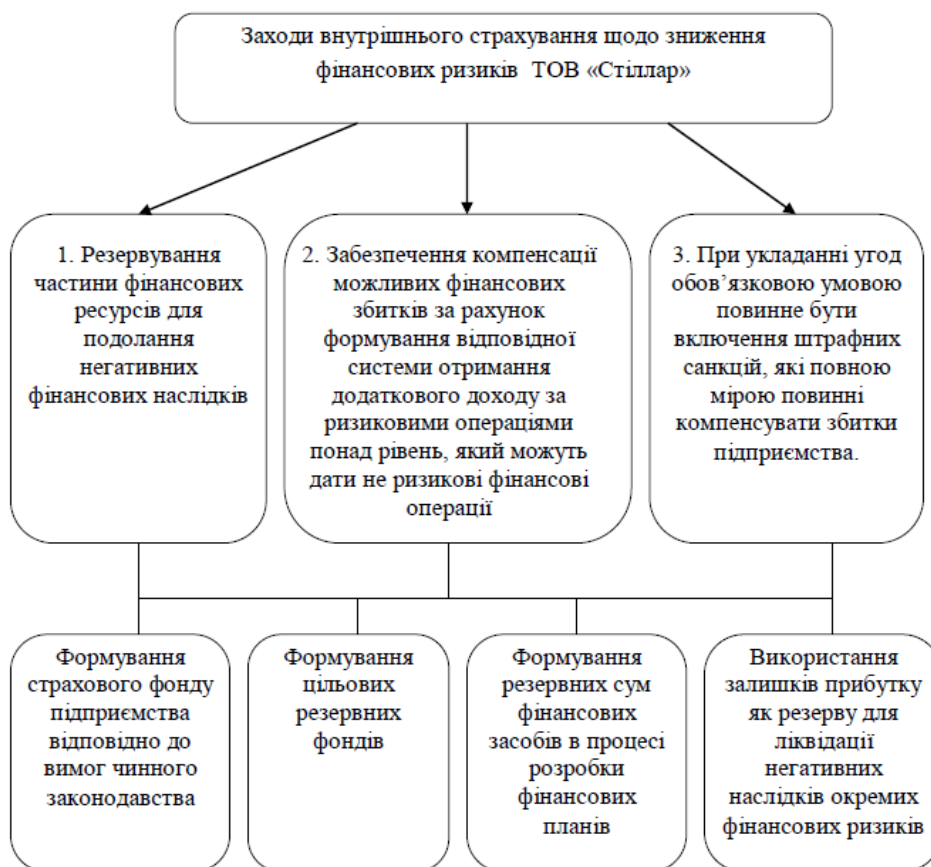 Заходи внутрішнього страхування щодо зниження
фінансових ризиків ТОВ «Стіллар»
1. Резервування
частини фінансових
ресурсів для
подолання
негативних
фінансових наслідків
2. Забезпечення компенсації
можливих фінансових
збитків за рахунок
формування відповідної
системи отримання
додаткового доходу за
ризиковими операціями
понад рівень, який можуть
дати не ризикові фінансові
операції
3. При укладанні угод
обов’язковою умовою
повинне бути
включення штрафних
санкцій, які повною
мірою повинні
компенсувати збитки
підприємства.
Формування
страхового фонду
підприємства
відповідно до
вимог чинного
законодавства
Формування
цільових
резервних
фондів
Формування
резервних сум
фінансових
засобів в процесі
розробки
фінансових
планів
Використання
залишків прибутку
як резерву для
ліквідації
негативних
наслідків окремих
фінансових ризиків